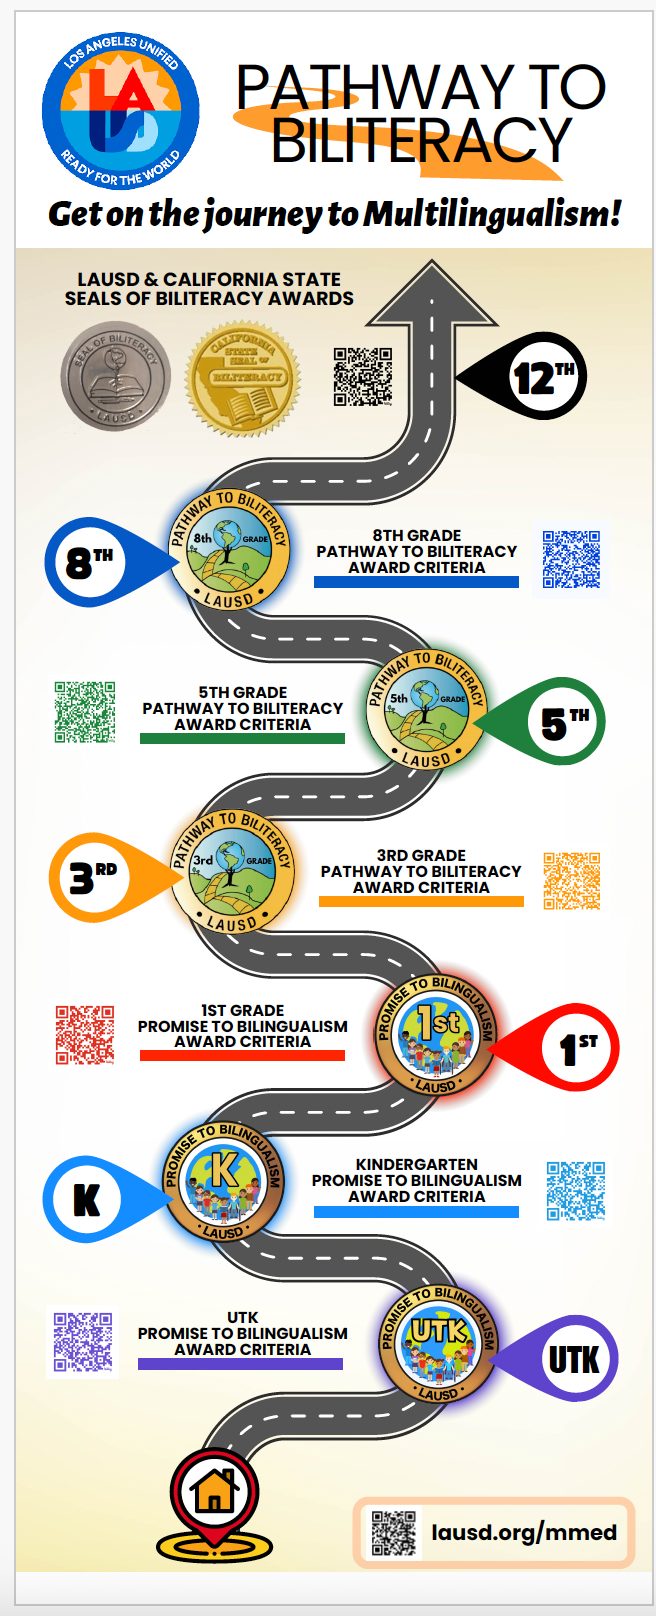 LOS ANGELES UNIFIED
LAUSD
READY FOR THE WORLD
PATHWAY TO
BILITERACY
Get on the journey to Multilingualism!
LAUSD & CALIFORNIA STATE
SEALS OF BILITERACY AWARDS
SEAL OF BILITERACY
• LAUSD •
CALIFORNIA
STATE
SEAL OF
BILITERACY
12TH
PATHWAY TO BILITERACY
8th GRADE
• LAUSD •
8TH
8TH GRADE
PATHWAY TO BILITERACY
AWARD CRITERIA
5TH GRADE
PATHWAY TO BILITERACY
AWARD CRITERIA
PATHWAY TO BILITERACY
5th GRADE
• LAUSD •
5TH
3RD
PATHWAY TO BILITERACY
3rd GRADE
• LAUSD •
3RD GRADE
PATHWAY TO BILITERACY
AWARD CRITERIA
1ST GRADE
PROMISE TO BILINGUALISM
AWARD CRITERIA
PROMISE TO BILINGUALISM
1st
• LAUSD •
1ST
K
PROMISE TO BILINGUALISM
K
• LAUSD •
KINDERGARTEN
PROMISE TO BILINGUALISM
AWARD CRITERIA
UTK
PROMISE TO BILINGUALISM
AWARD CRITERIA
PROMISE TO BILINGUALISM
UTK
• LAUSD •
UTK
lausd.org/mmed